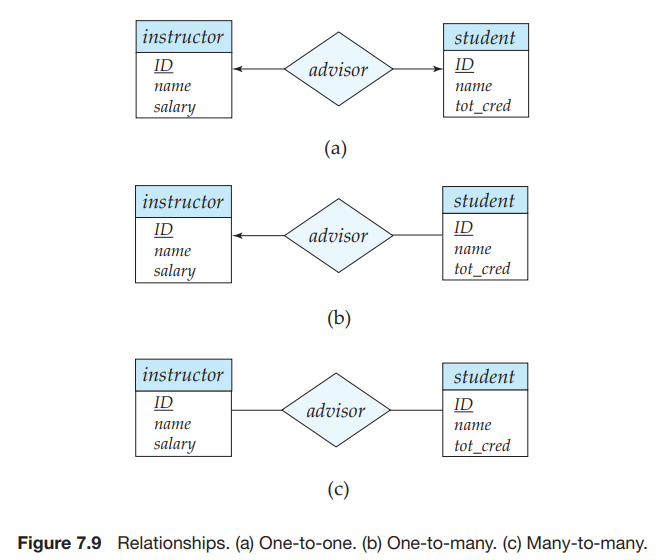 instructor
student
ID
name
salary
advisor
ID
name
tot_cred
(a)
instructor
student
ID
name
salary
advisor
ID
name
tot_cred
(b)
instructor
student
ID
name
salary
advisor
ID
name
tot_cred
(c)
Figure 7.9 Relationships. (a) One-to-one. (b) One-to-many. (c) Many-to-many.